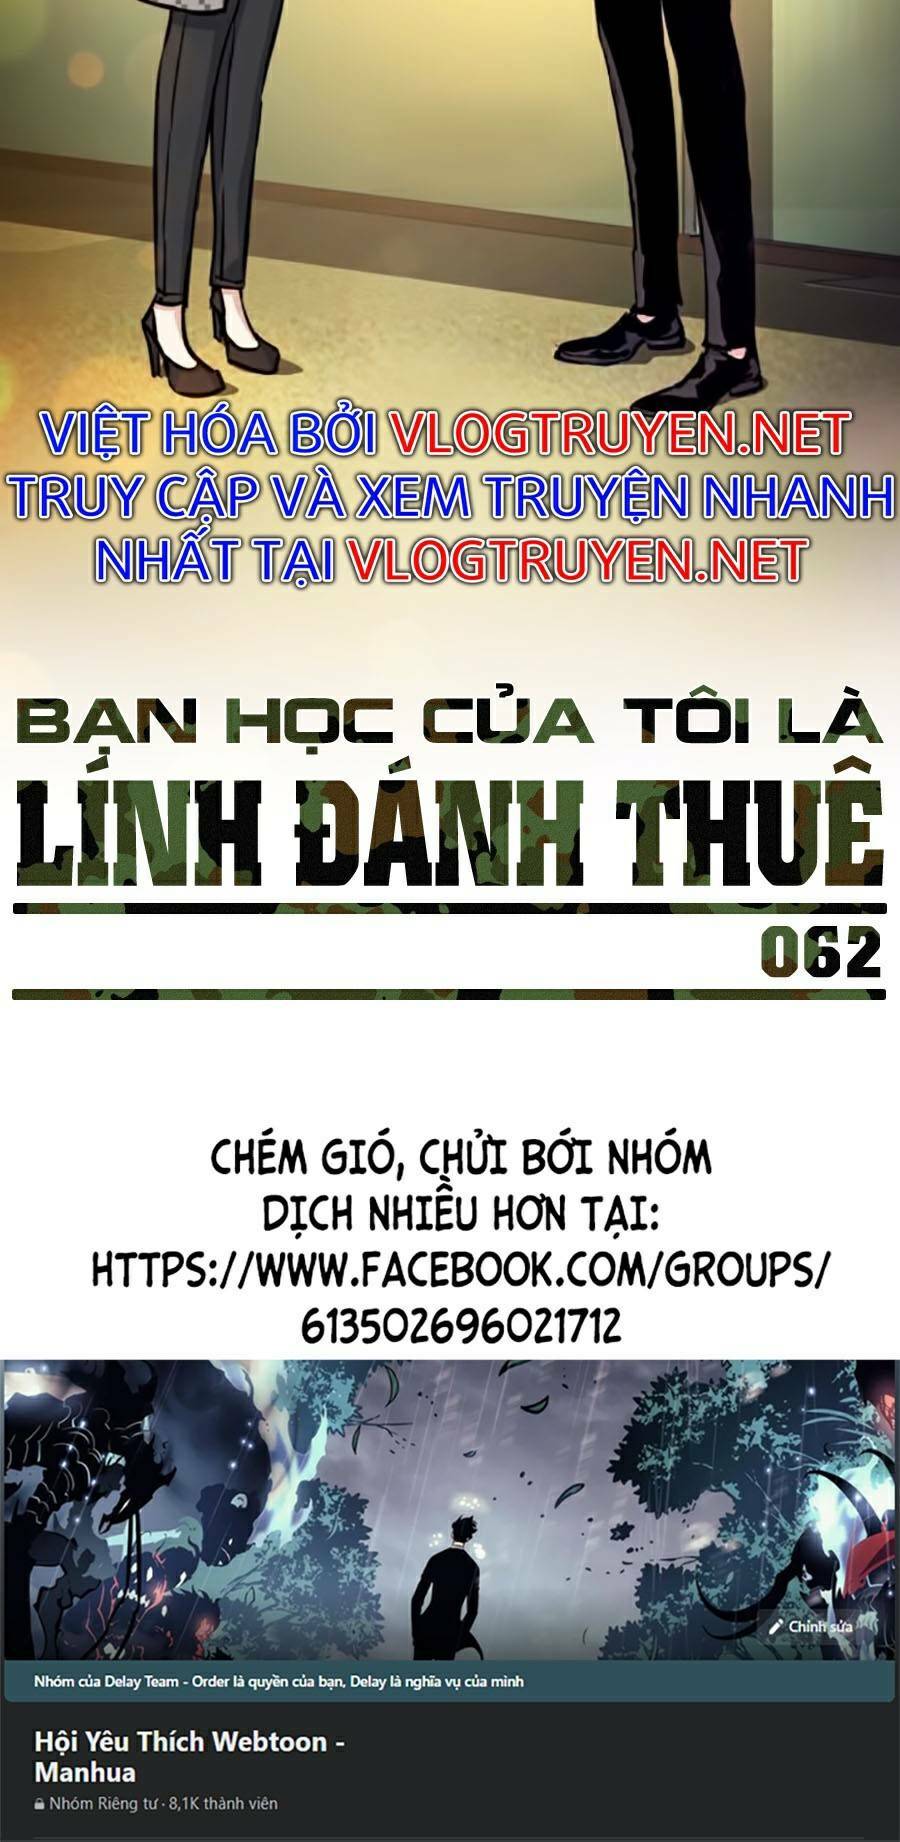 VIỆT HÓA BỞI VLOGTRUYEN.NET
TRUY CẬP VÀ XEM TRUYỆN NHANH
NHẤT TẠI VLOGTRUYEN.NET
BẠN HỌC CỦA TÔI LÀ
LÍNH ĐÁNH THUÊ
062
CHÉM GIÓ, CHỬI BỚI NHÓM
DỊCH NHIỀU HƠN TẠI:
HTTPS://WWW.FACEBOOK.COM/GROUPS/
613502696021712
Chỉnh sửa
Nhóm của Delay Team - Order là quyền của bạn, Delay là nghĩa vụ của mình
Hội Yêu Thích Webtoon -
Manhua
Nhóm Riêng tư · 8,1K thành viên